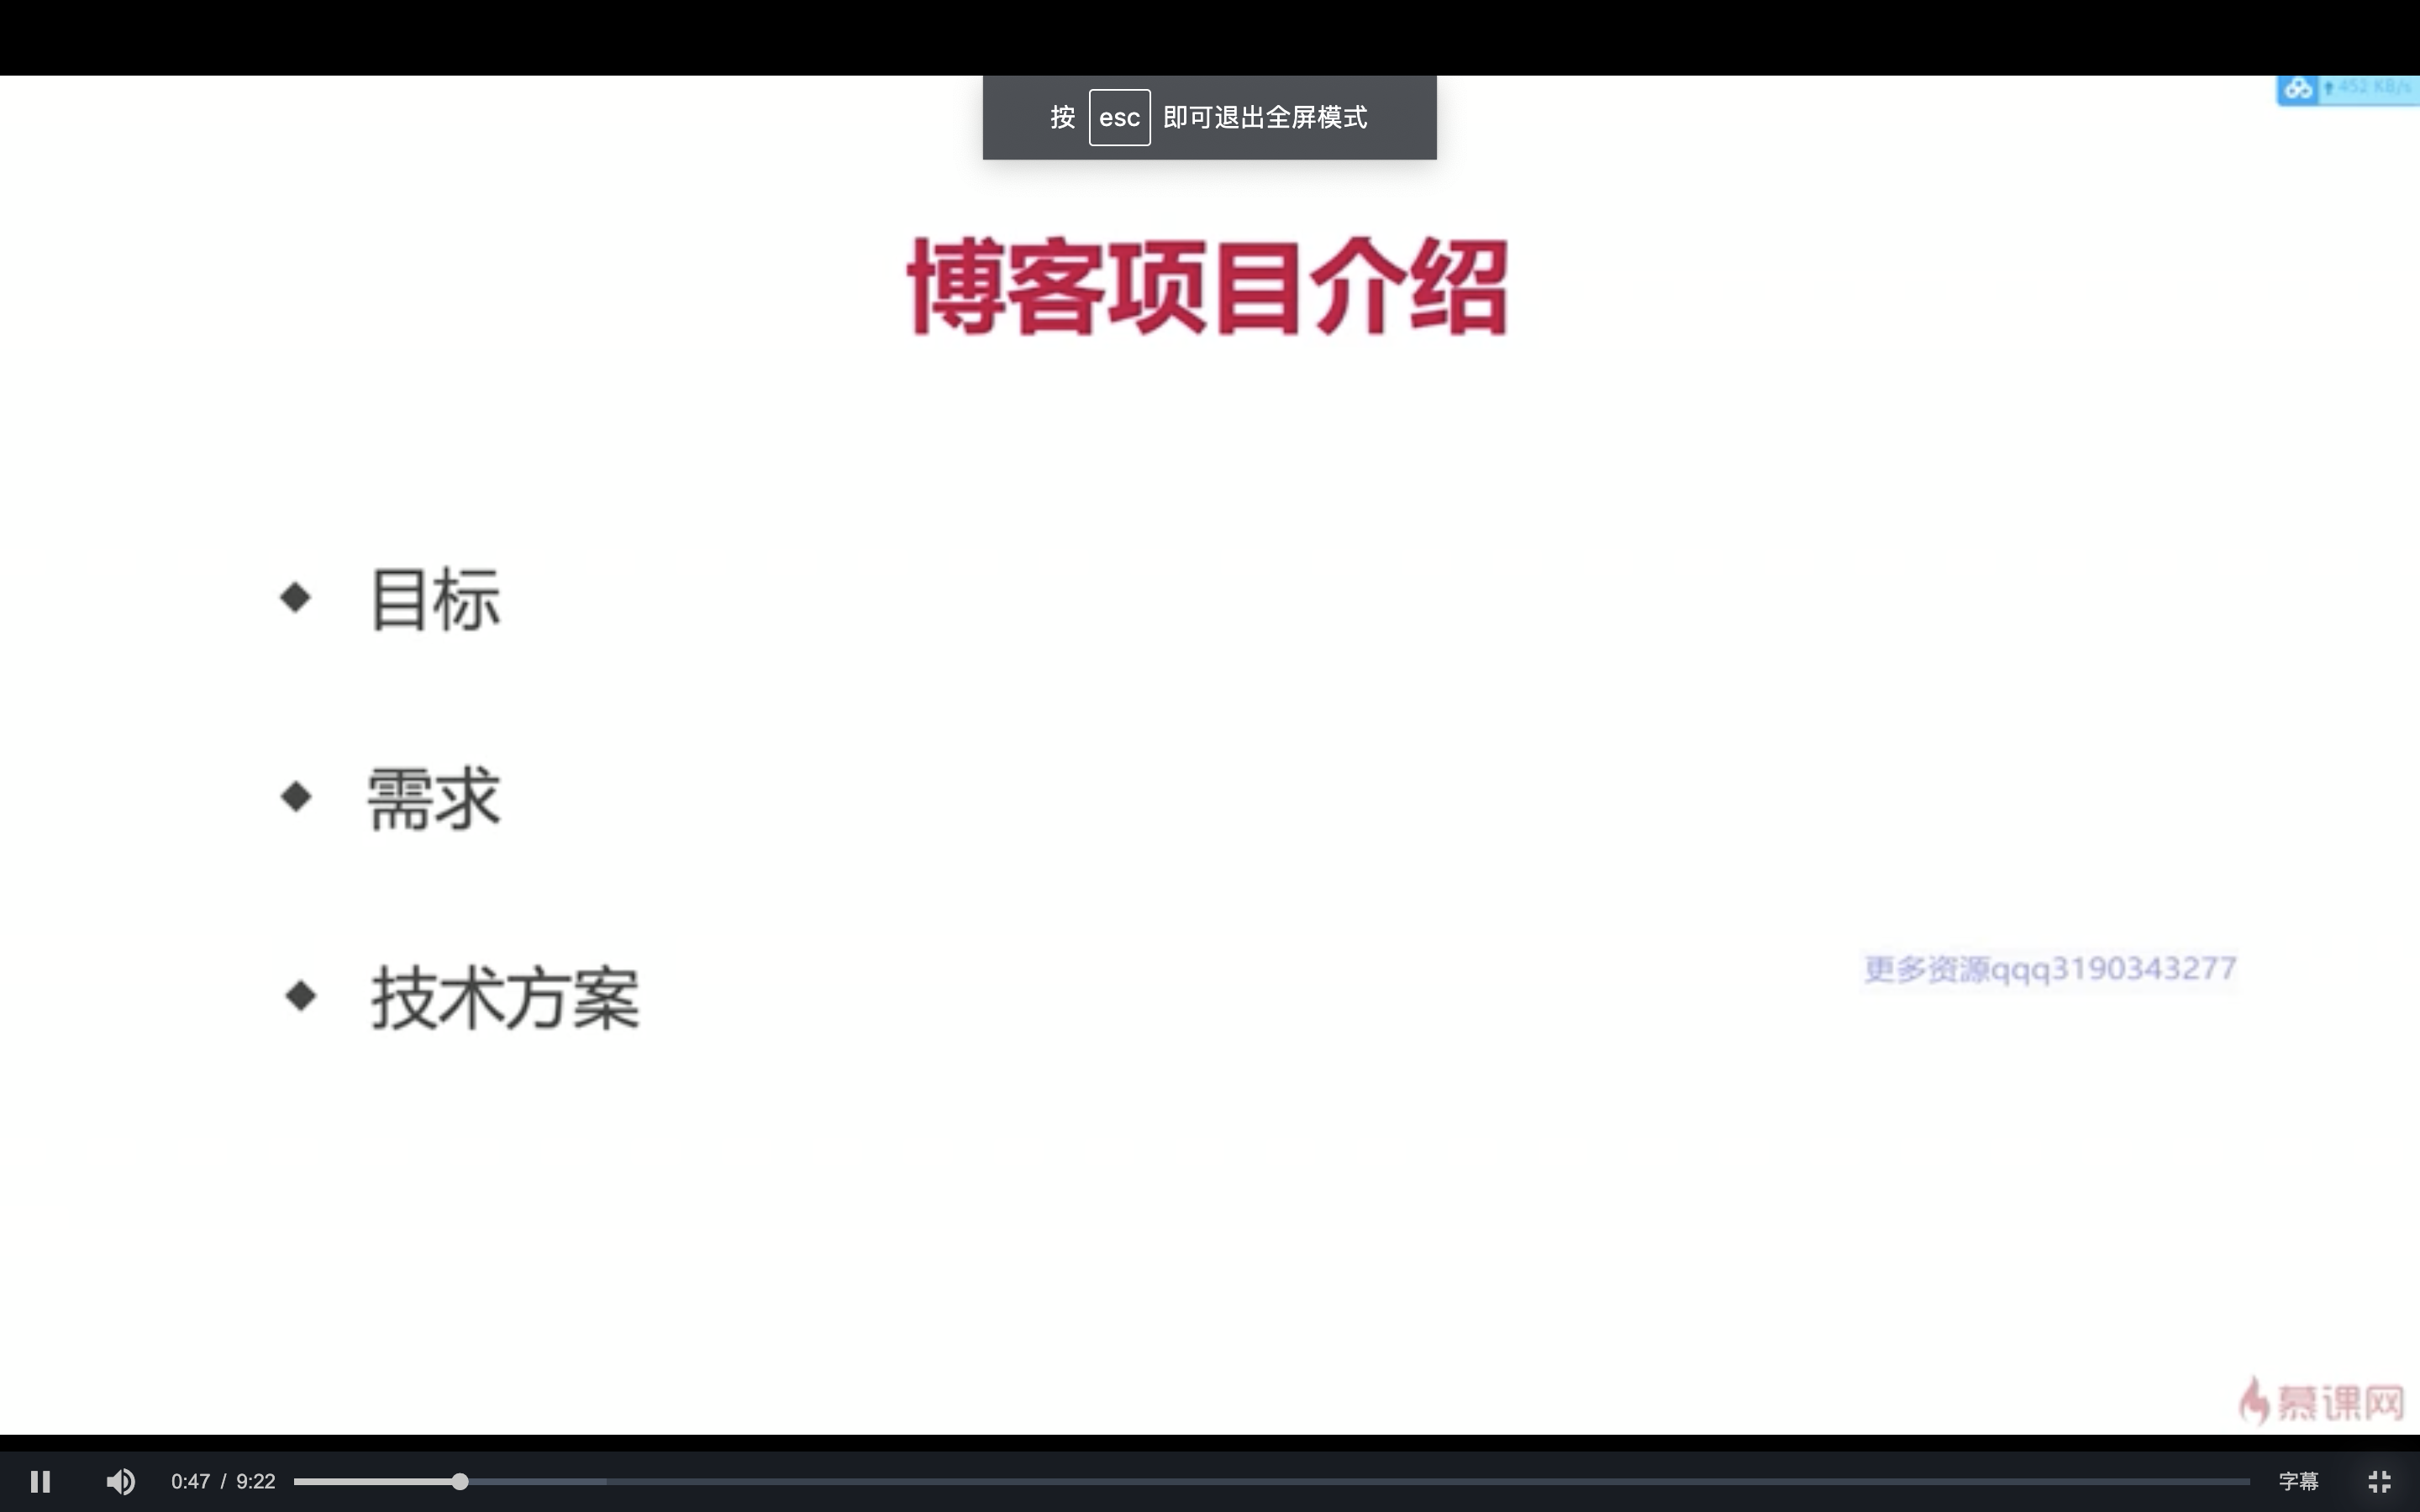 452 KB/s
按 esc 即可退出全屏模式
博客项目介绍
◆ 目标
◆ 需求
◆ 技术方案
更多资源qqq3190343277
慕课网
0:47 / 9:22
字幕